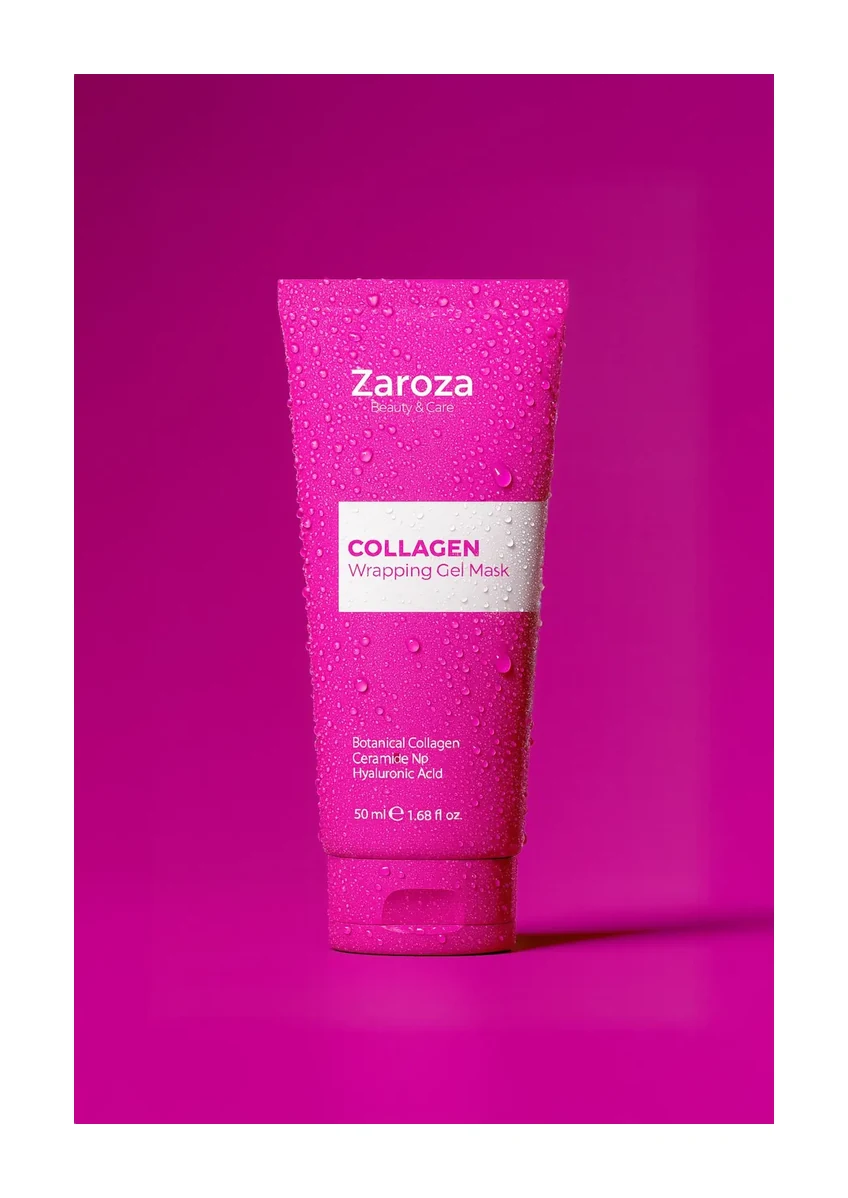 Zaroza
Beauty & Care
COLLAGEN
Wrapping Gel Mask
Botanical Collagen
Ceramide Np
Hyaluronic Acid
50 ml ℮ 1.68 fl oz.